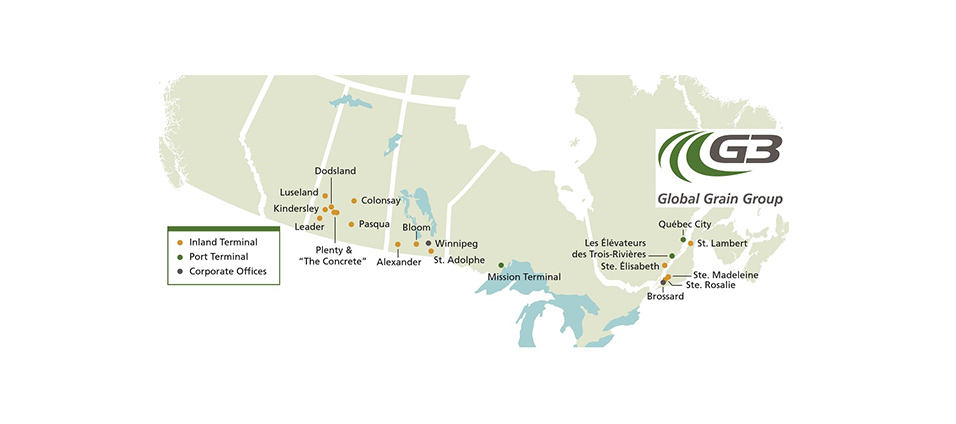 G3
Global Grain Group
Dodsland
Luseland
Colonsay
Kindersley
Leader
Pasqua
Bloom
Winnipeg
Plenty &
“The Concrete”
Alexander
St. Adolphe
Mission Terminal
Québec City
St. Lambert
Les Élévateurs
des Trois-Rivières
Ste. Élisabeth
Ste. Madeleine
Ste. Rosalie
Brossard
Inland Terminal
Port Terminal
Corporate Offices